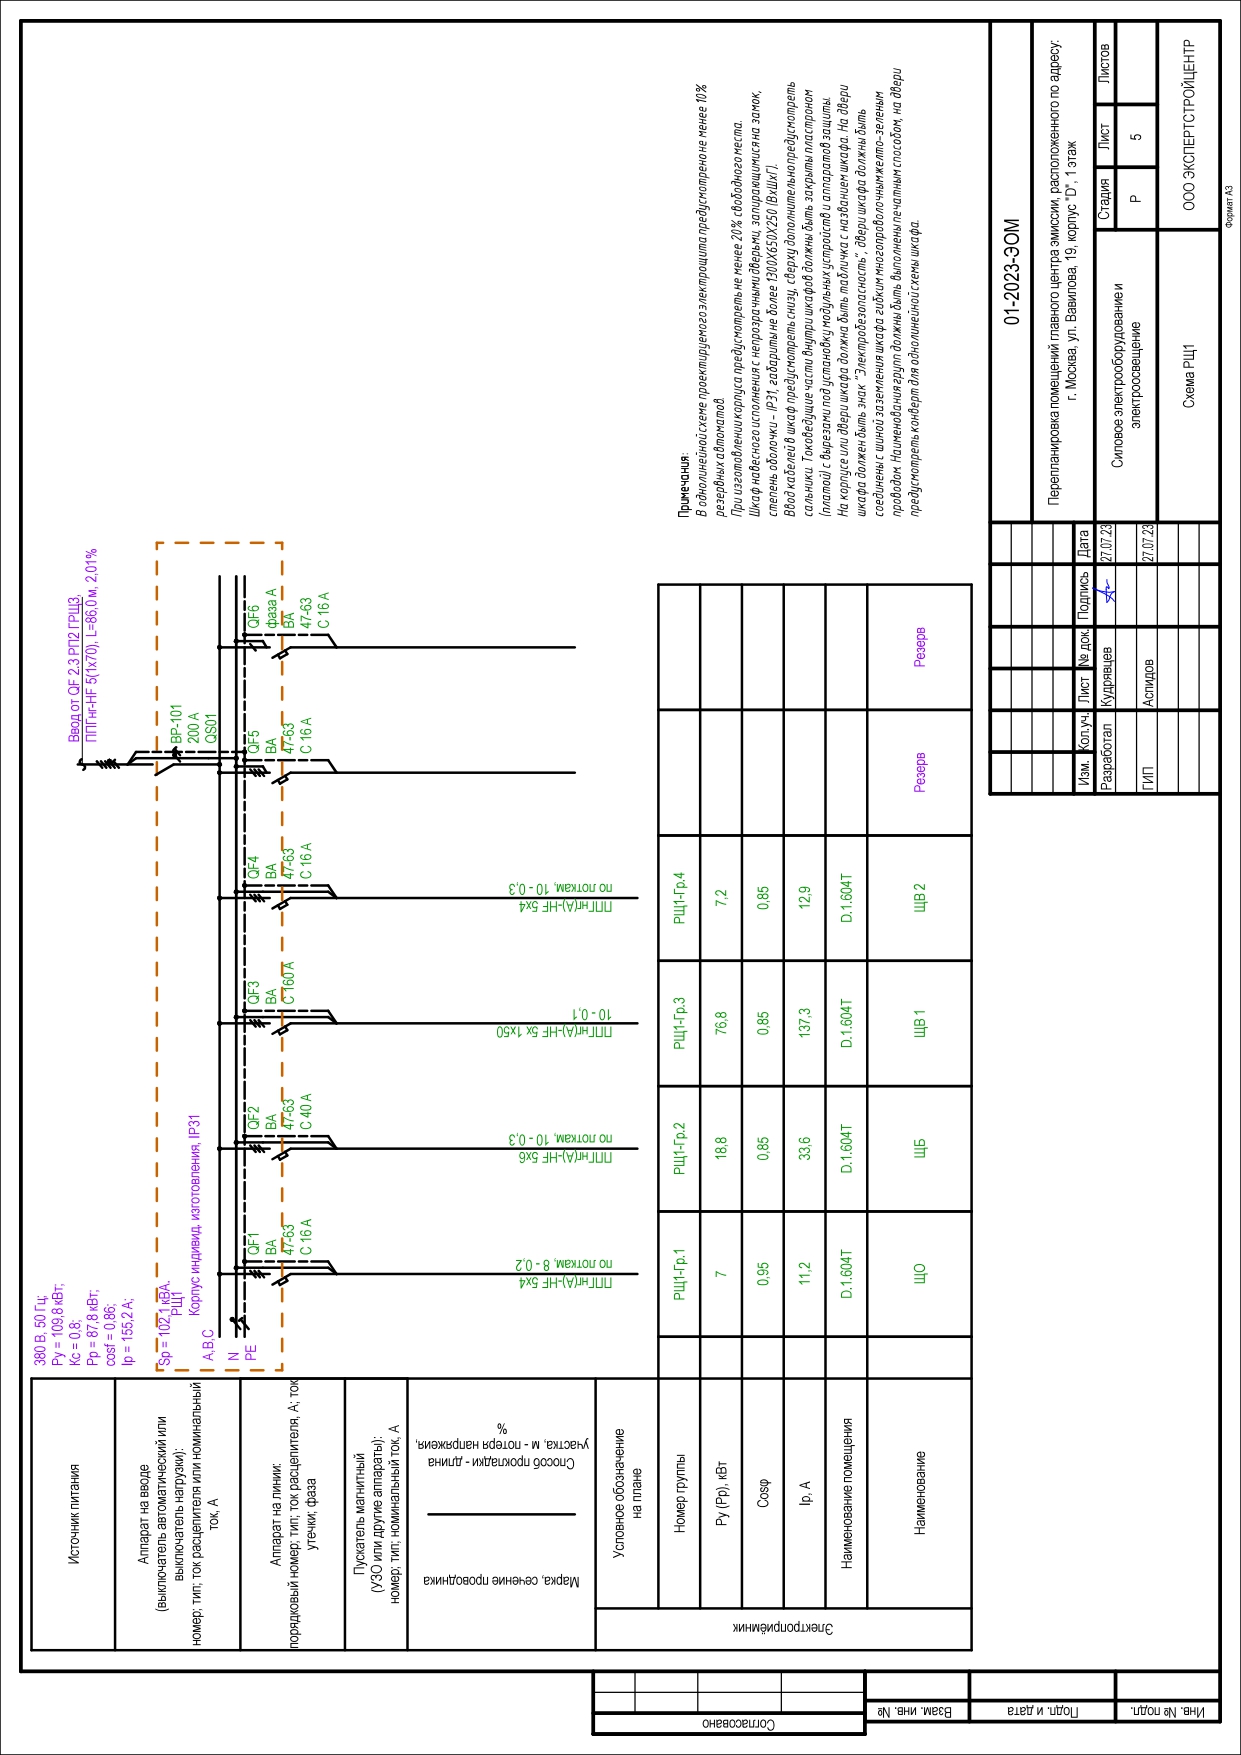 380 В, 50 Гц;
Ру = 109,8 кВт;
Кс = 0,8;
Рр = 87,8 кВт;
cosf = 0,86;
Iр = 155,2 А;
Sр = 102,1 кВА.
РЩ1
Корпус индивид. изготовления, IP31
А,В,С
N
PE
Ввод от QF 2.3 РП2 ГРЩ3,
ППГнг-HF 5(1х70), L=86,0 м, 2,01%
ВР-101
200 А
QS01
QF1
ВА
47-63
С 16 А
QF2
ВА
47-63
С 40 А
QF3
ВА
С 160 А
QF4
ВА
47-63
С 16 А
QF5
ВА
47-63
С 16 А
QF6
фаза А
ВА
47-63
С 16 А
ППГнг(А)-HF 5х4
по лоткам, 8 - 0,2
ППГнг(А)-HF 5х6
по лоткам, 10 - 0,3
ППГнг(А)-HF 5х 1х50
10 - 0,1
ППГнг(А)-HF 5х4
по лоткам, 10 - 0,3
Источник питания
Аппарат на вводе
(выключатель автоматический или
выключатель нагрузки):
номер; тип; ток расцепителя или номинальный
ток, А
Аппарат на линии:
порядковый номер; тип; ток расцепителя, А; ток
утечки; фаза
Пускатель магнитный
(УЗО или другие аппараты):
номер; тип; номинальный ток, А
Марка, сечение проводника
Способ прокладки - длина
участка, м - потеря напряжеия,
%
Электроприёмник
Условное обозначение
на плане
Номер группы
РЩ1-Гр.1
РЩ1-Гр.2
РЩ1-Гр.3
РЩ1-Гр.4
Ру (Рр), кВт
7
18,8
76,8
7,2
Cosφ
0,95
0,85
0,85
0,85
Iр, А
11,2
33,6
137,3
12,9
Наименование помещения
D.1.604Т
D.1.604Т
D.1.604Т
D.1.604Т
Наименование
ЩО
ЩБ
ЩВ1
ЩВ2
Резерв
Резерв
Примечания:
В однолинейной схеме проектируемого электрощита предусмотрено не менее 10%
резервных автоматов.
При изготовлении корпуса предусмотреть не менее 20% свободного места.
Шкаф навесного исполнения с непрозрачными дверьми, запирающимися на замок,
степень оболочки – IP31, габариты не более 1300Х650Х250 (ВхШхГ).
Ввод кабелей в шкаф предусмотреть снизу, сверху дополнительно предусмотреть
сальники. Токоведущие части внутри шкафов должны быть закрыты пластроном
(платой) с вырезами под установку модульных устройств и аппаратов защиты.
На корпусе или двери шкафа должна быть табличка с названием шкафа. На двери
шкафа должен быть знак "Электробезопасность", двери шкафа должны быть
соединены с шиной заземления шкафа гибким многопроволочным желто-зеленым
проводом. Наименования групп должны быть выполнены печатным способом, на двери
предусмотреть конверт для однолинейной схемы шкафа.
01-2023-ЭОМ
Перепланировка помещений главного центра эмиссии, расположенного по адресу:
г. Москва, ул. Вавилова, 19, корпус "D", 1 этаж
Изм.
Кол.уч.
Лист
№ док.
Подпись
Дата
Разработал
Кудрявцев
27.07.23
ГИП
Аспидов
27.07.23
Силовое электрооборудование и
электроосвещение
Стадия
Лист
Листов
Р
5
Схема РЩ1
ООО ЭКСПЕРТСТРОЙЦЕНТР
Формат А3
Согласовано
Взам. инв. №
Подп. и дата
Инв. № подл.